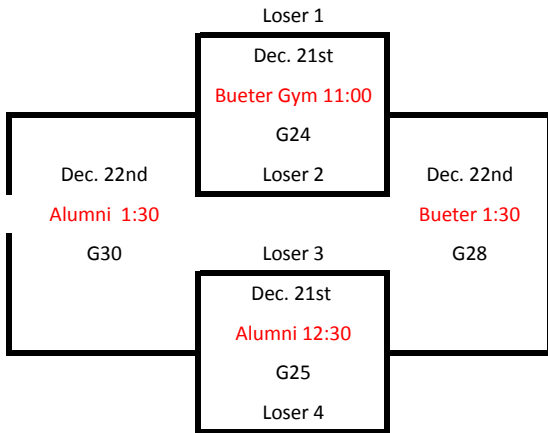 Loser 1
Dec. 21st
Bueter Gym 11:00
G24
Loser 2
Dec. 22nd
Alumni 1:30
G30
Dec. 22nd
Bueter 1:30
G28
Loser 3
Dec. 21st
Alumni 12:30
G25
Loser 4